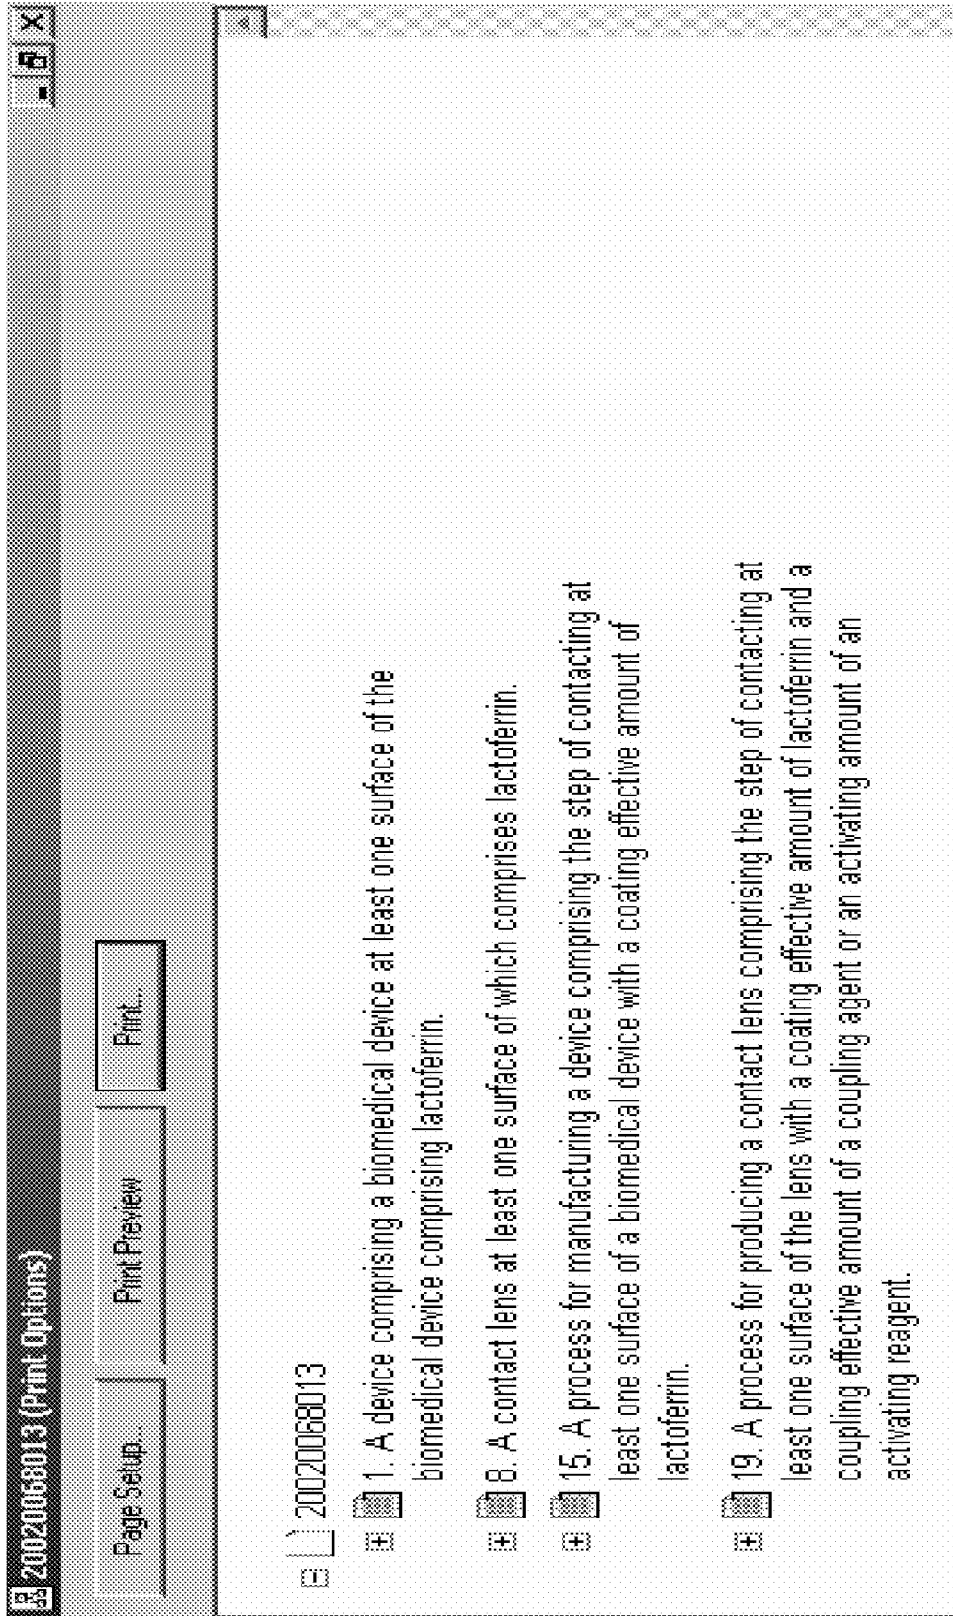 20020068013 (Print Options)
Page Setup... Print Preview Print...
20020068013
1. A device comprising a biomedical device at least one surface of the
biomedical device comprising lactoferrin.
8. A contact lens at least one surface of which comprises lactoferrin.
15. A process for manufacturing a device comprising the step of contacting at
least one surface of a biomedical device with a coating effective amount of
lactoferrin.
19. A process for producing a contact lens comprising the step of contacting at
least one surface of the lens with a coating effective amount of lactoferrin and a
coupling effective amount of a coupling agent or an activating amount of an
activating reagent.